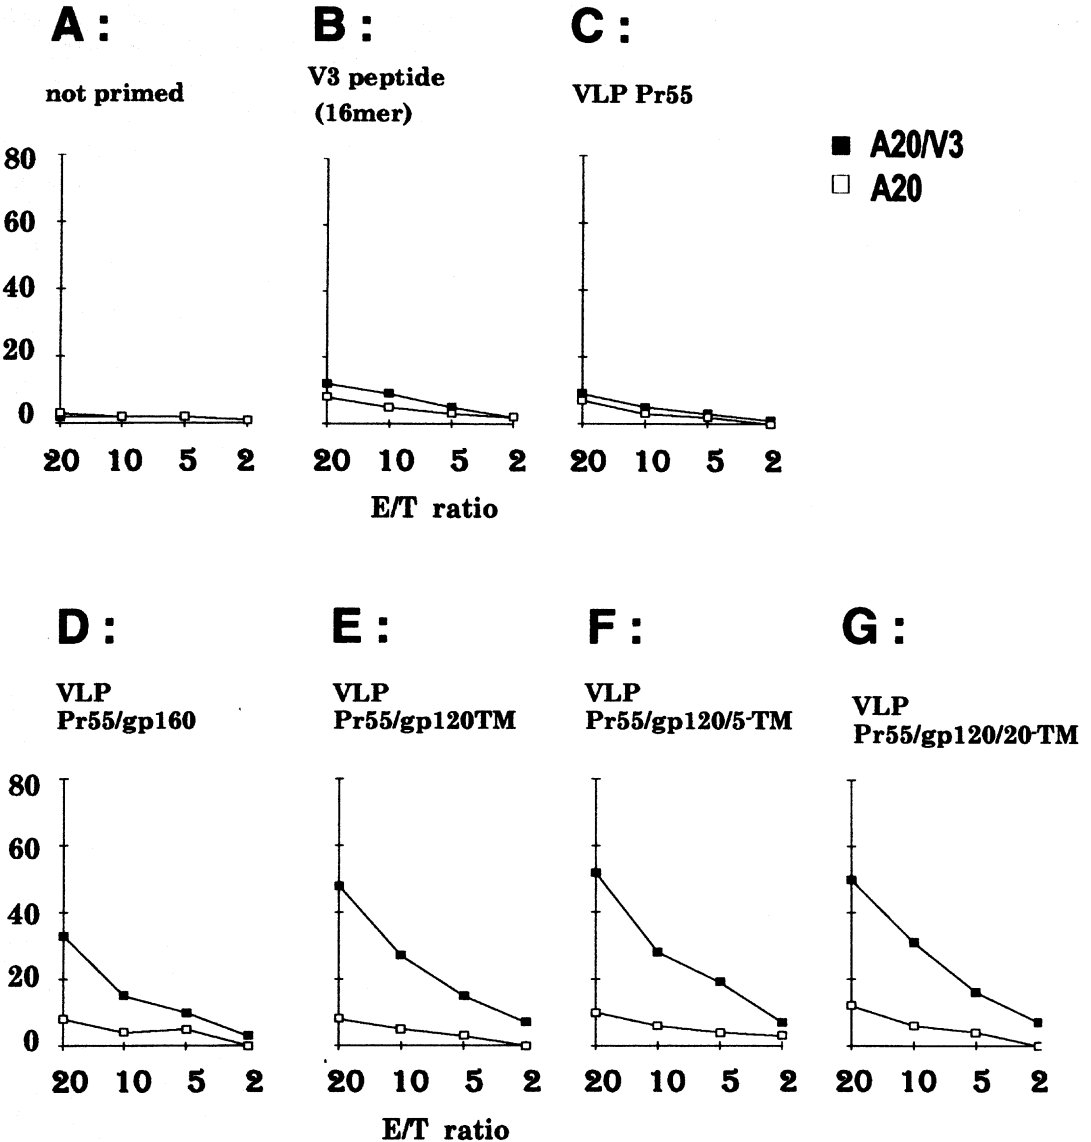 A :
not primed
B :
V3 peptide
(16mer)
C :
VLP Pr55
A20/V3
A20
80
60
40
20
0
20 10 5 2
20 10 5 2
20 10 5 2
E/T ratio
D :
VLP
Pr55/gp160
E :
VLP
Pr55/gp120TM
F :
VLP
Pr55/gp120/5-TM
G :
VLP
Pr55/gp120/20-TM
80
60
40
20
0
20 10 5 2
20 10 5 2
20 10 5 2
20 10 5 2
E/T ratio